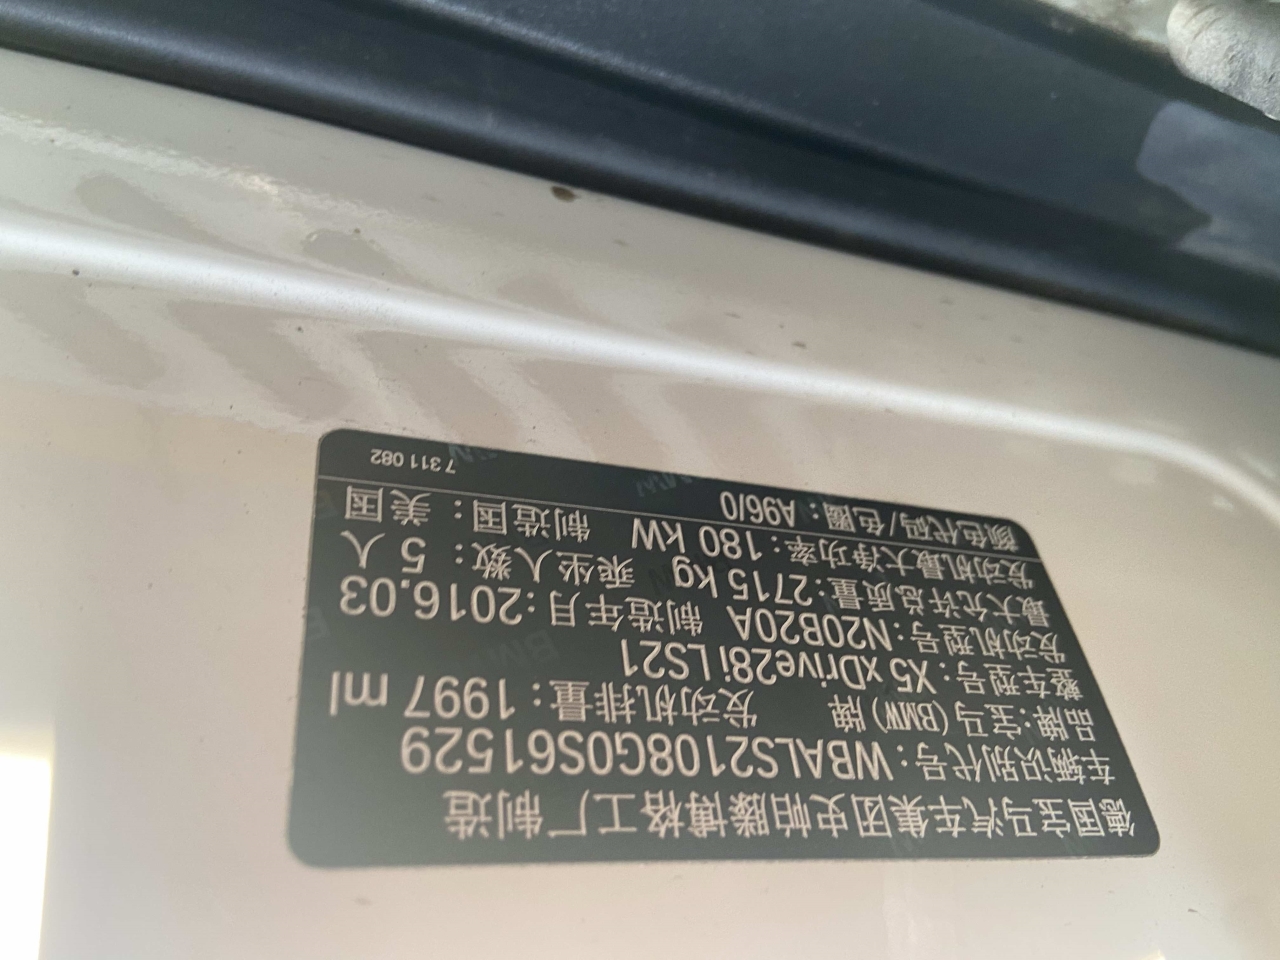 德国宝马汽车集团史帕滕博格工厂制造
车辆识别代号：WBALS2108G0S61529
品牌：宝马（BMW）牌 发动机排量：1997 ml
整车型号：X5 xDrive28i LS21
发动机型号：N20B20A 制造年月：2016.03
最大允许总质量：2715 kg 乘坐人数：5 人
发动机最大净功率：180 kW 制造国：美国
颜色代码/色圈：A96/0
7 311 082